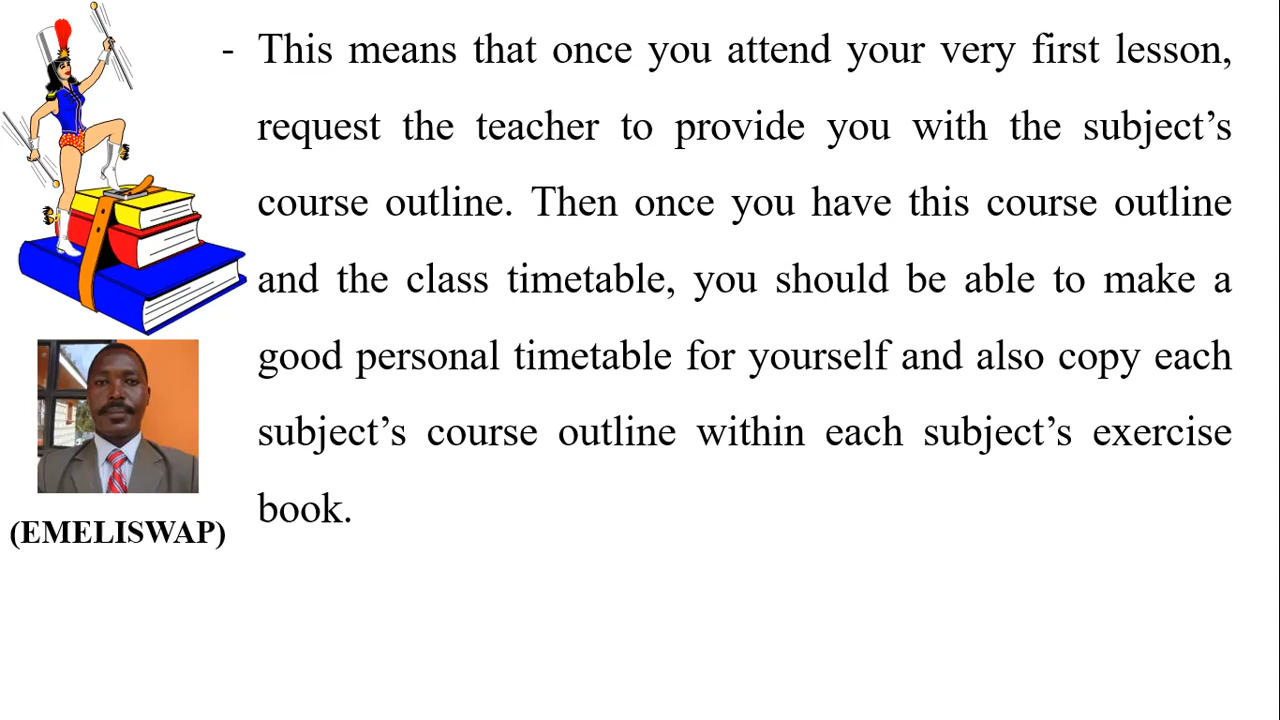 - This means that once you attend your very first lesson,
request the teacher to provide you with the subject’s
course outline. Then once you have this course outline
and the class timetable, you should be able to make a
good personal timetable for yourself and also copy each
subject’s course outline within each subject’s exercise
book.
(EMELISWAP)